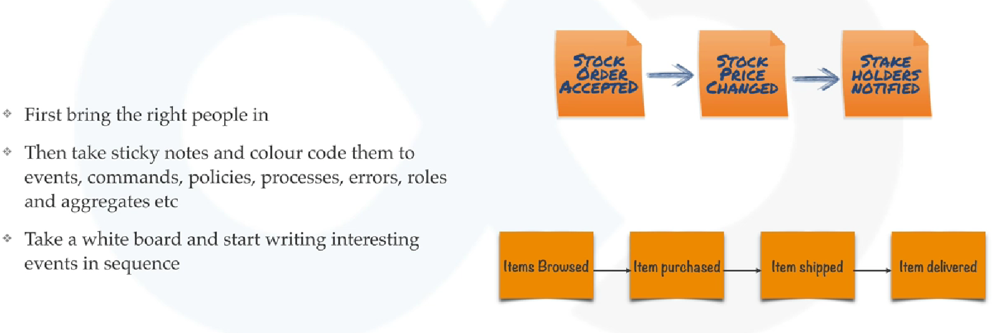 First bring the right people in
Then take sticky notes and colour code them to
events, commands, policies, processes, errors, roles
and aggregates etc
Take a white board and start writing interesting
events in sequence
STOCK
ORDER
ACCEPTED
STOCK
PRICE
CHANGED
STAKE
HOLDERS
NOTIFIED
Items Browsed
Item purchased
Item shipped
Item delivered